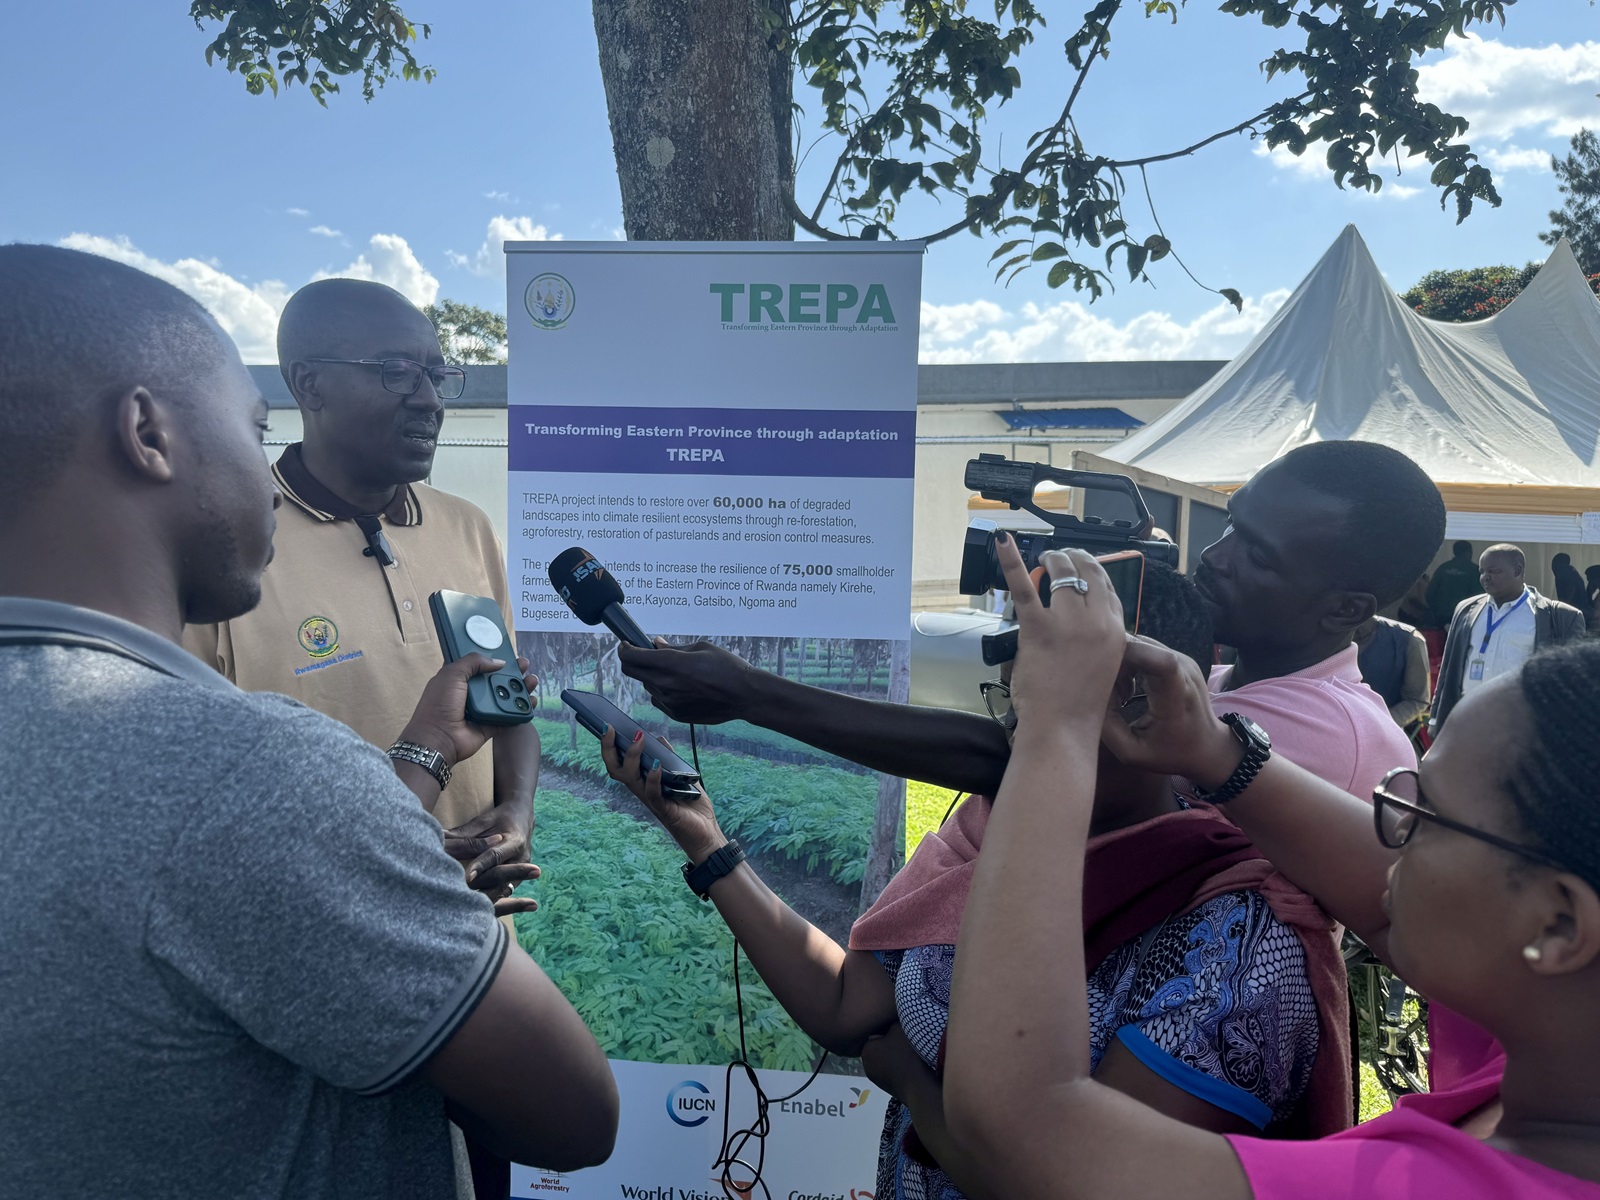 TREPA
Transforming Eastern Province through Adaptation
Transforming Eastern Province through adaptation
TREPA
TREPA project intends to restore over 60,000 ha of degraded
landscapes into climate resilient ecosystems through re-forestation,
agroforestry, restoration of pasturelands and erosion control measures.
The intends to increase the resilience of 75,000 smallholder
of the Eastern Province of Rwanda namely Kirehe,
Kayonza, Gatsibo, Ngoma and
Bugesera
Rwamagana District
IUCN
Enabel
World
Agroforestry
World Vision
Cordaid